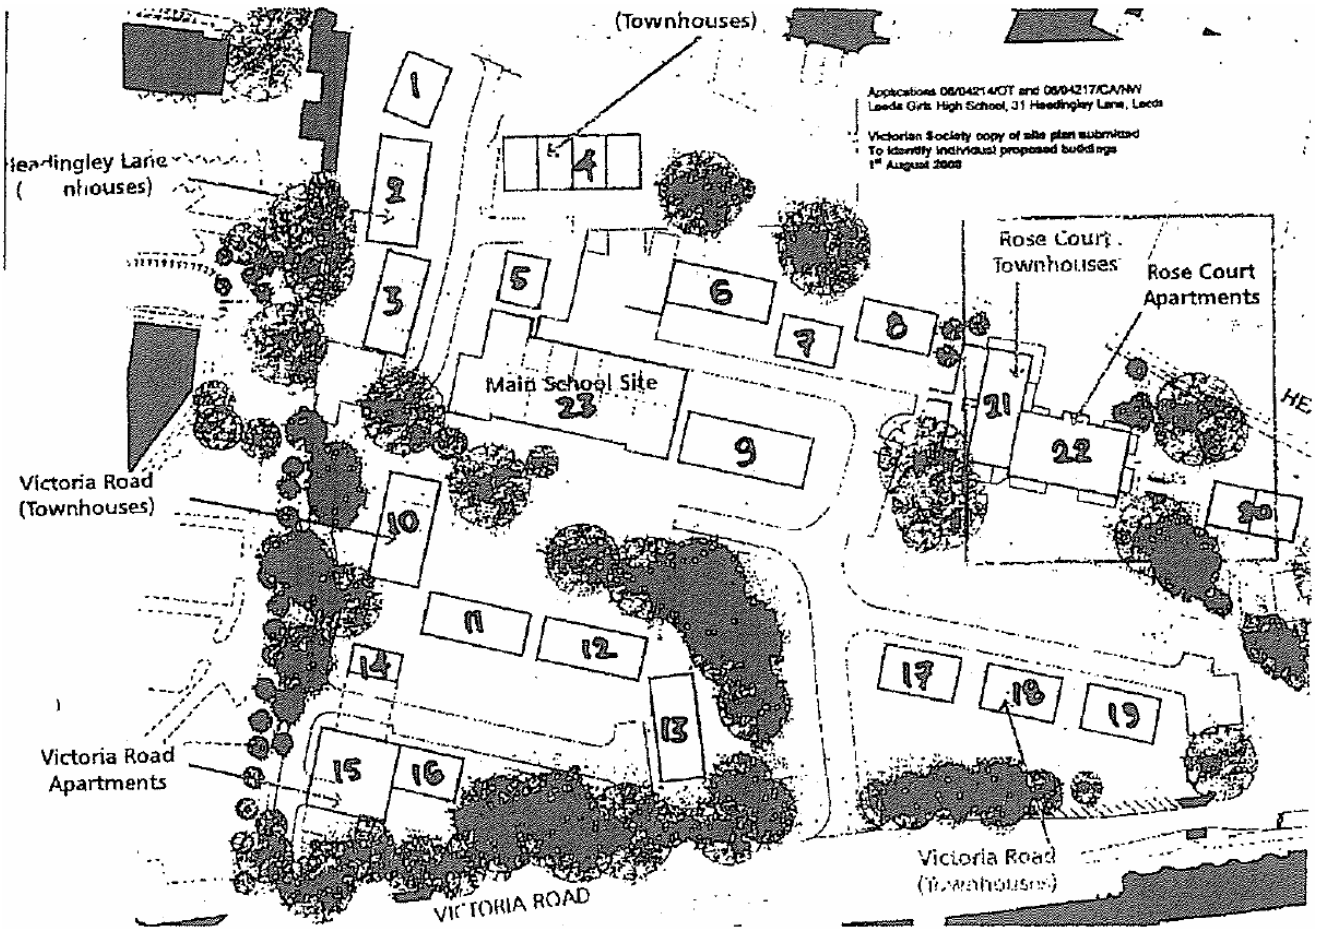 (Townhouses)
Applications 08/04214/OT and 08/04217/CA/NW
Leeds Girls High School, 31 Headingley Lane, Leeds
Victorian Society copy of site plan submitted
To identify individual proposed buildings
1st August 2008
1
2
3
4
5
6
7
8
9
10
11
12
13
14
15
16
17
18
19
20
21
22
Headingley Lane
( nhouses)
Rose Court
Townhouses
Rose Court
Apartments
Main School Site
23
HE
Victoria Road
(Townhouses)
Victoria Road
Apartments
Victoria Road
(Townhouses)
VICTORIA ROAD